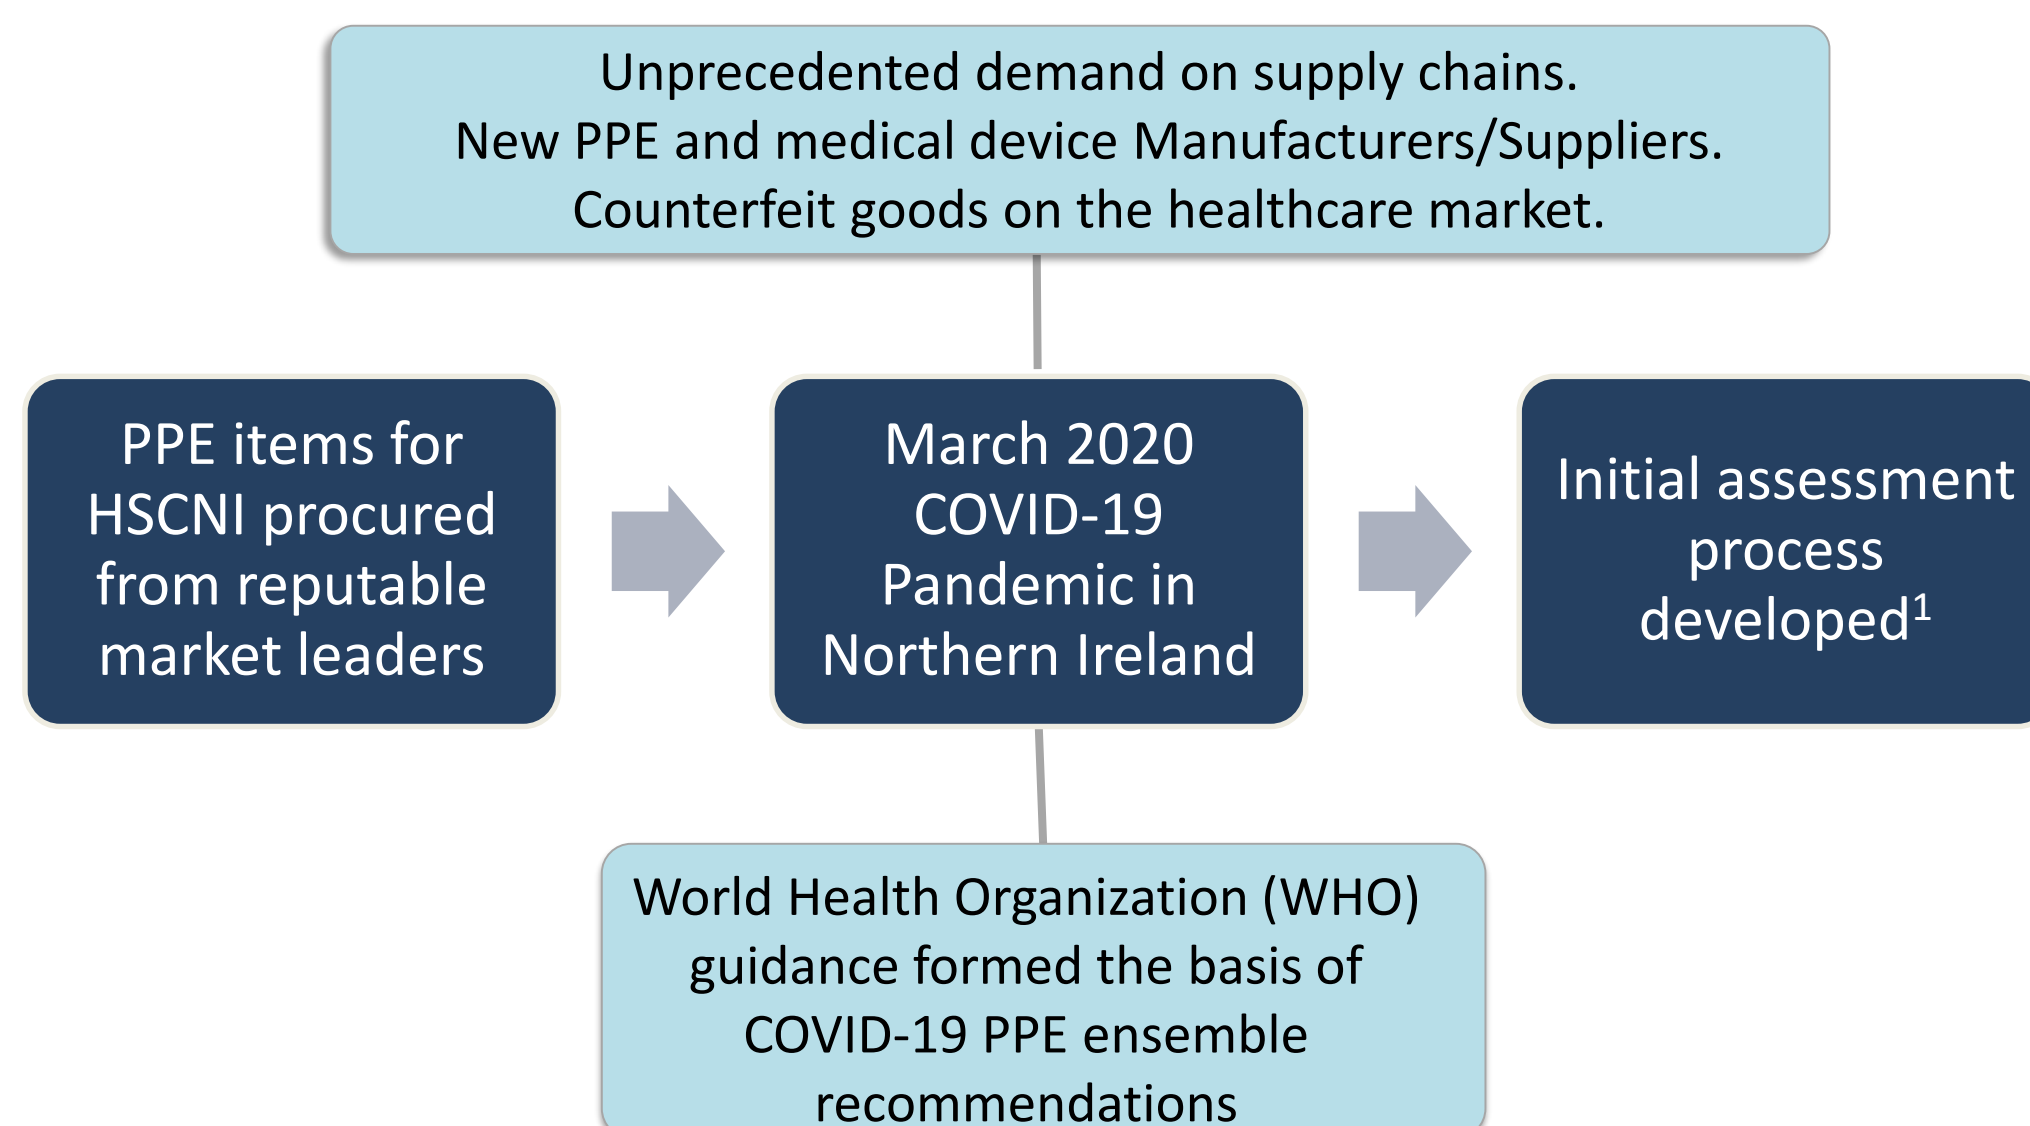 Unprecedented demand on supply chains.
New PPE and medical device Manufacturers/Suppliers.
Counterfeit goods on the healthcare market.
PPE items for
HSCNI procured
from reputable
market leaders
March 2020
COVID-19
Pandemic in
Northern Ireland
Initial assessment
process
developed¹
World Health Organization (WHO)
guidance formed the basis of
COVID-19 PPE ensemble
recommendations